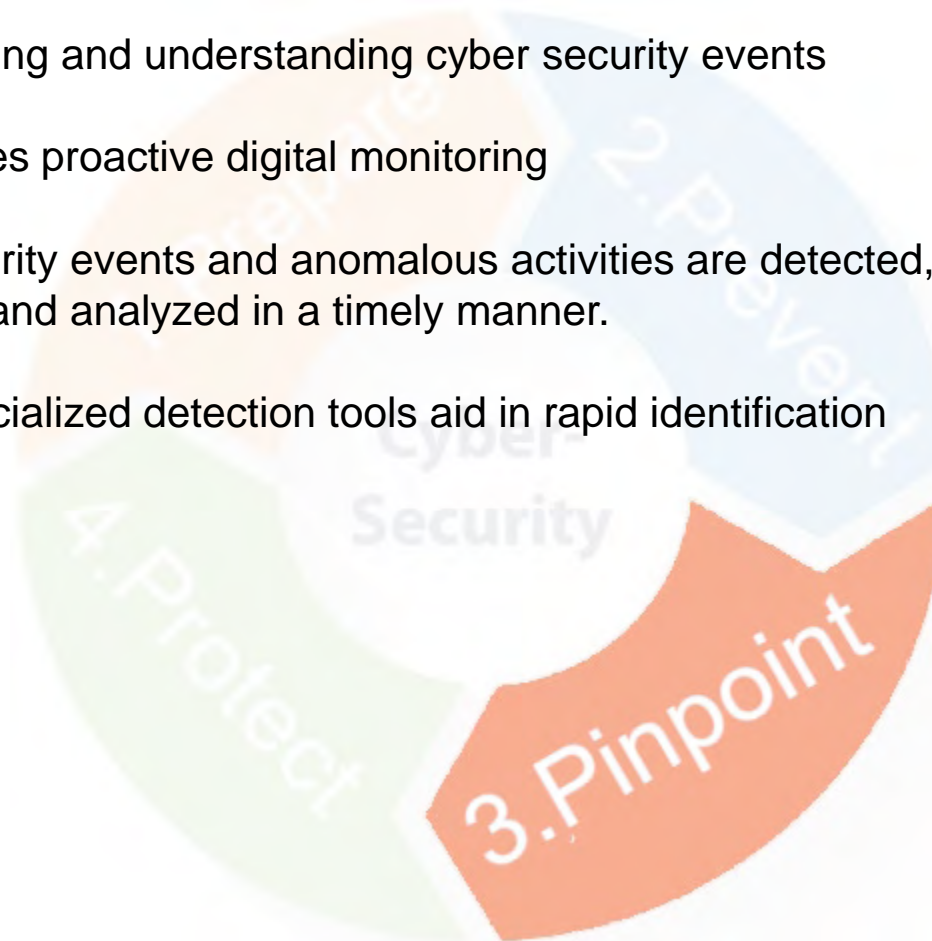 ng and understanding cyber security events
es proactive digital monitoring
rity events and anomalous activities are detected,
and analyzed in a timely manner.
cialized detection tools aid in rapid identification
Prepare
2.Prevent
Cyber-
Security
3.Pinpoint
4.Protect